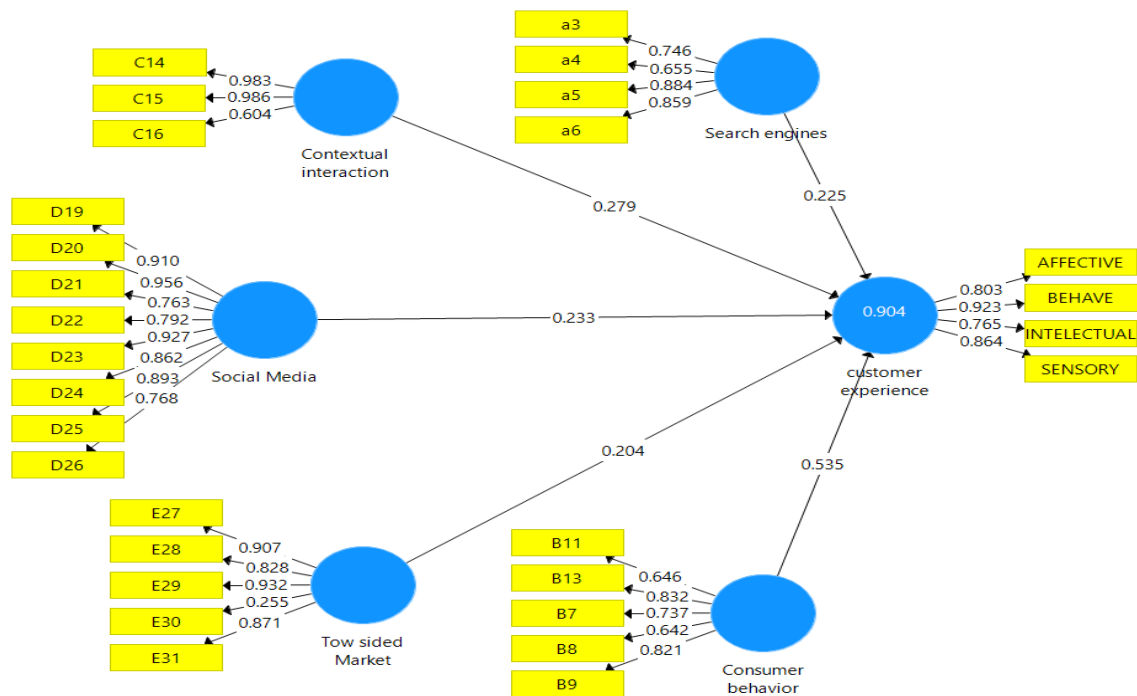 C14
C15
C16
0.983
0.986
0.604
Contextual
interaction
a3
a4
a5
a6
0.746
0.655
0.884
0.859
Search engines
0.279
0.225
D19
D20
D21
D22
D23
D24
D25
D26
0.910
0.956
0.763
0.792
0.927
0.862
0.893
0.768
Social Media
0.233
0.904
customer
experience
0.803
0.923
0.765
0.864
AFFECTIVE
BEHAVE
INTELECTUAL
SENSORY
0.204
0.535
E27
E28
E29
E30
E31
0.907
0.828
0.932
0.255
0.871
Tow sided
Market
B11
B13
B7
B8
B9
0.646
0.832
0.737
0.642
0.821
Consumer
behavior